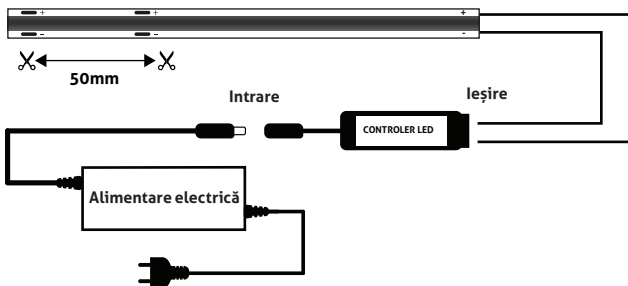 + + +
- - -
50mm
Intrare
Ieșire
CONTROLER LED
Alimentare electrică